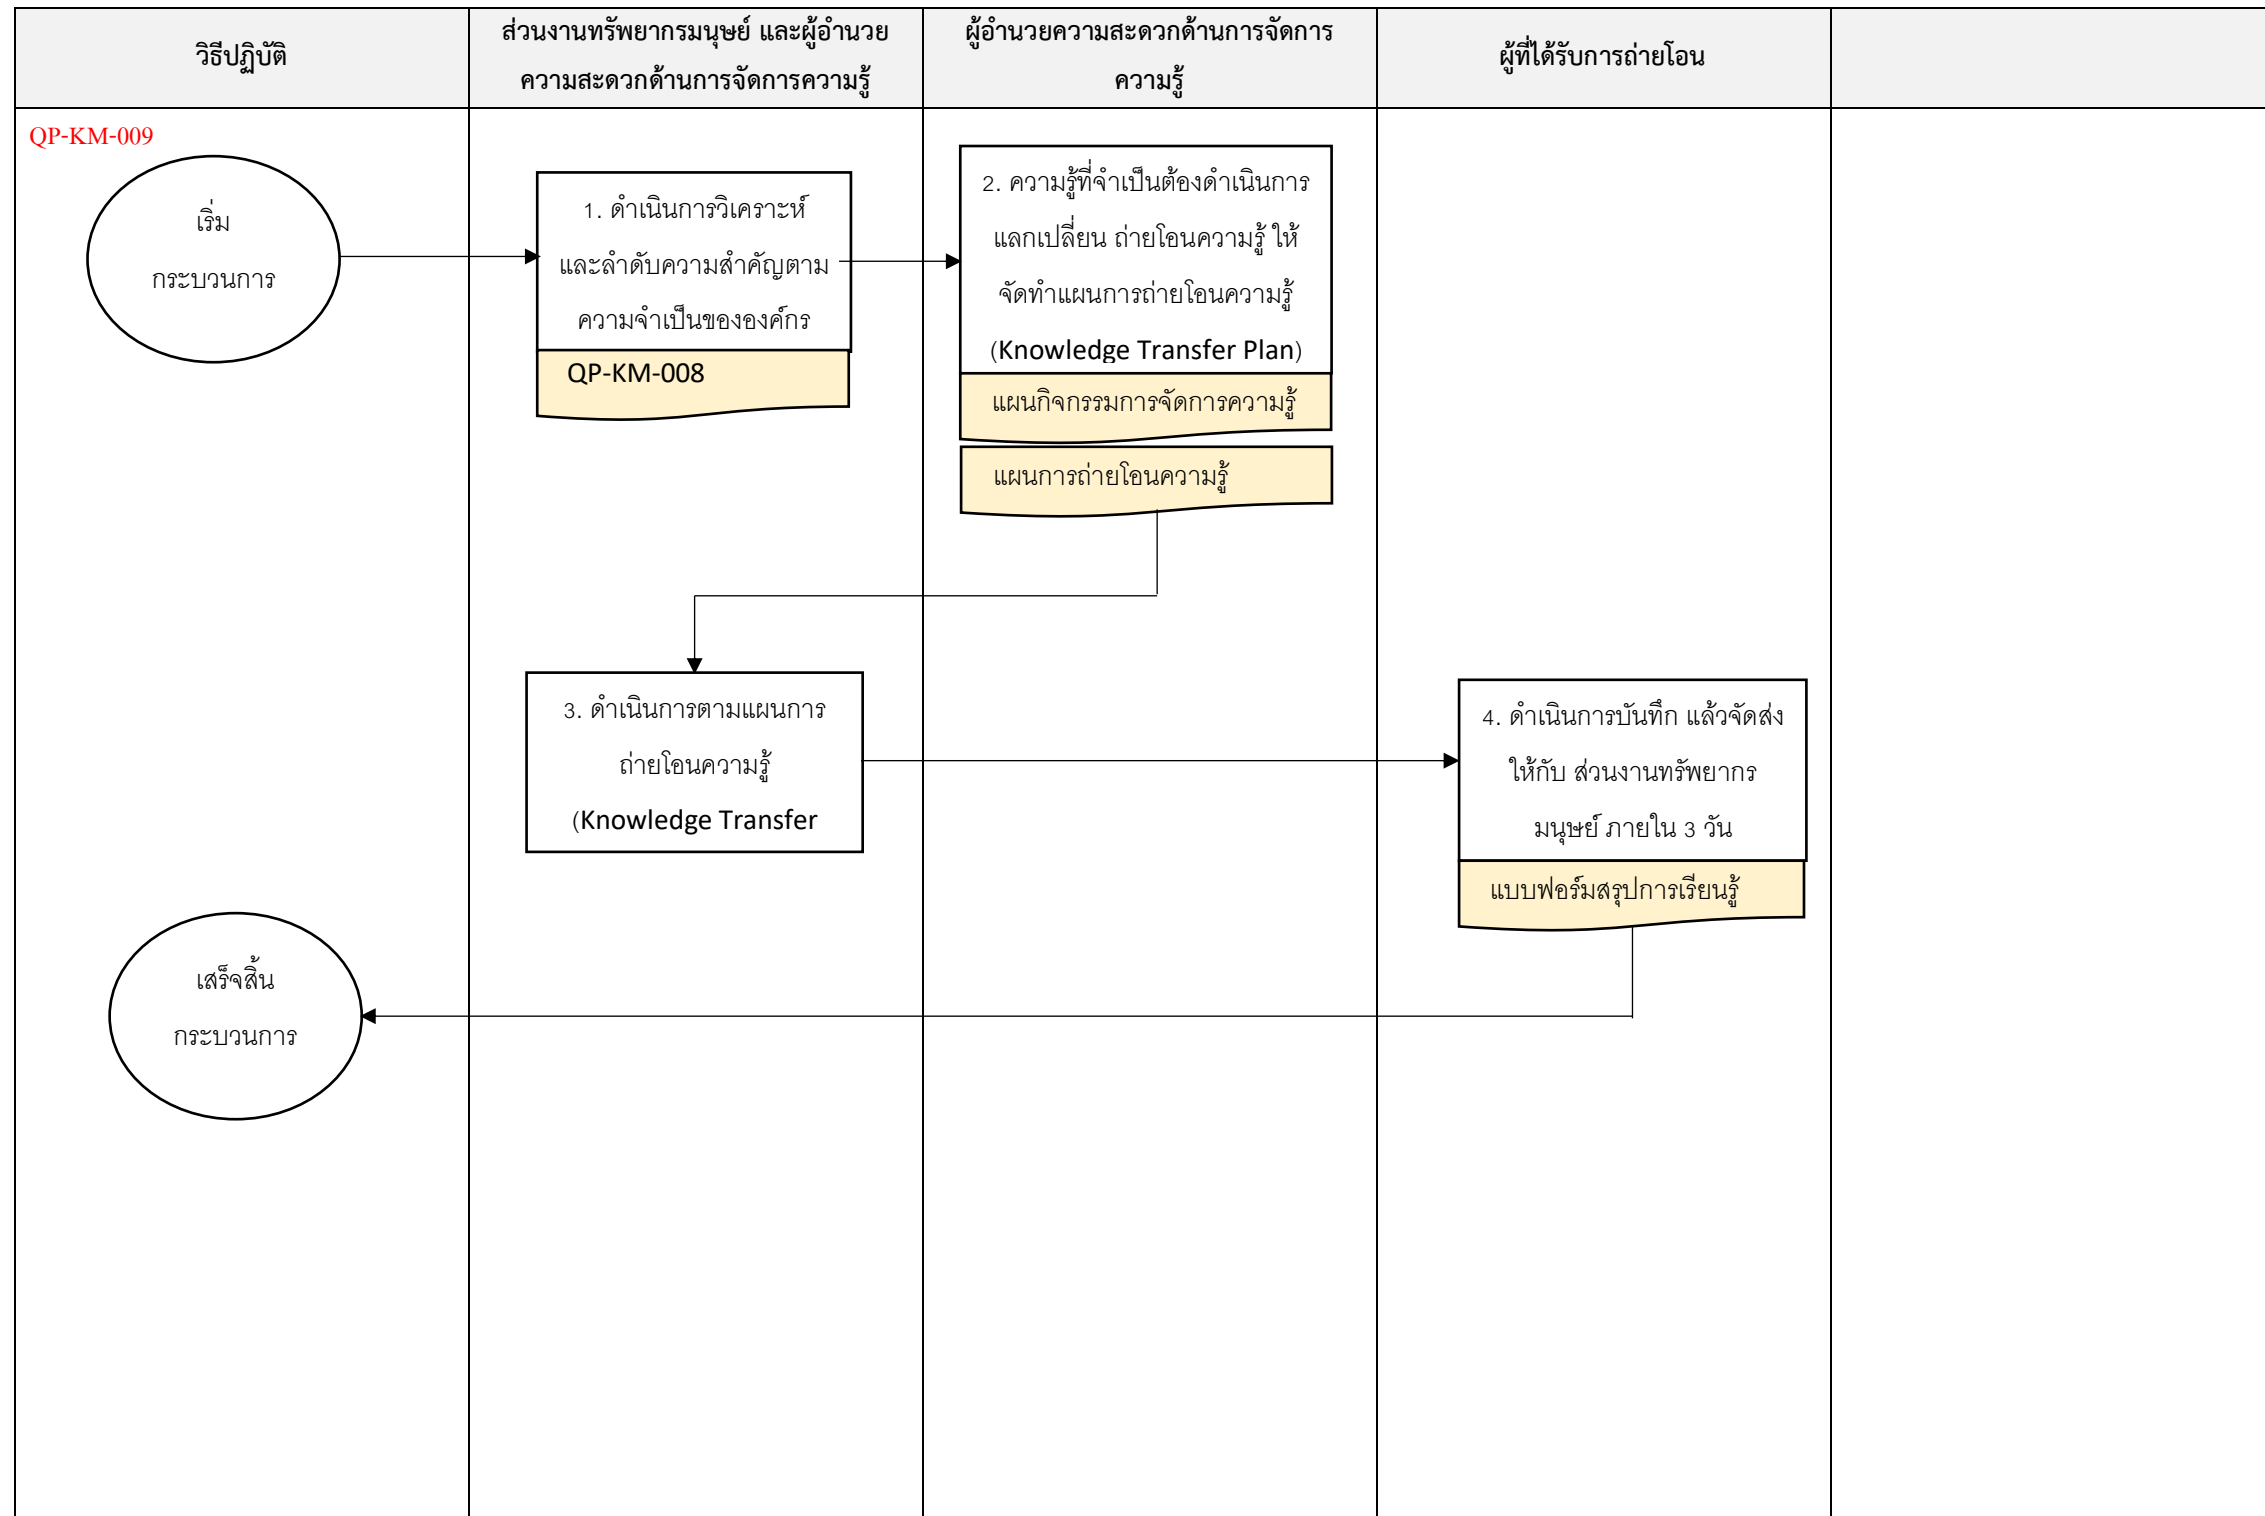 วิธีปฏิบัติ
ส่วนงานทรัพยากรมนุษย์ และผู้อำนวย
ความสะดวกด้านการจัดการความรู้
ผู้อำนวยความสะดวกด้านการจัดการ
ความรู้
ผู้ที่ได้รับการถ่ายโอน
QP-KM-009
เริ่ม
กระบวนการ
1. ดำเนินการวิเคราะห์
และลำดับความสำคัญตาม
ความจำเป็นขององค์กร
QP-KM-008
2. ความรู้ที่จำเป็นต้องดำเนินการ
แลกเปลี่ยน ถ่ายโอนความรู้ ให้
จัดทำแผนการถ่ายโอนความรู้
(Knowledge Transfer Plan)
แผนกิจกรรมการจัดการความรู้
แผนการถ่ายโอนความรู้
3. ดำเนินการตามแผนการ
ถ่ายโอนความรู้
(Knowledge Transfer
4. ดำเนินการบันทึก แล้วจัดส่ง
ให้กับ ส่วนงานทรัพยากร
มนุษย์ ภายใน 3 วัน
แบบฟอร์มสรุปการเรียนรู้
เสร็จสิ้น
กระบวนการ